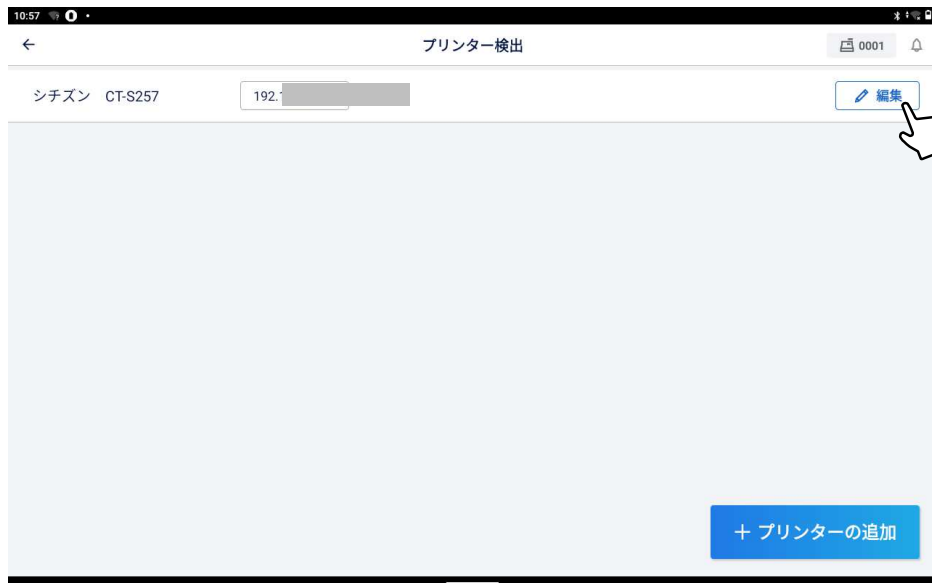 10:57
プリンター検出
0001
シチズン CT-S257
192.
編集
＋ プリンターの追加